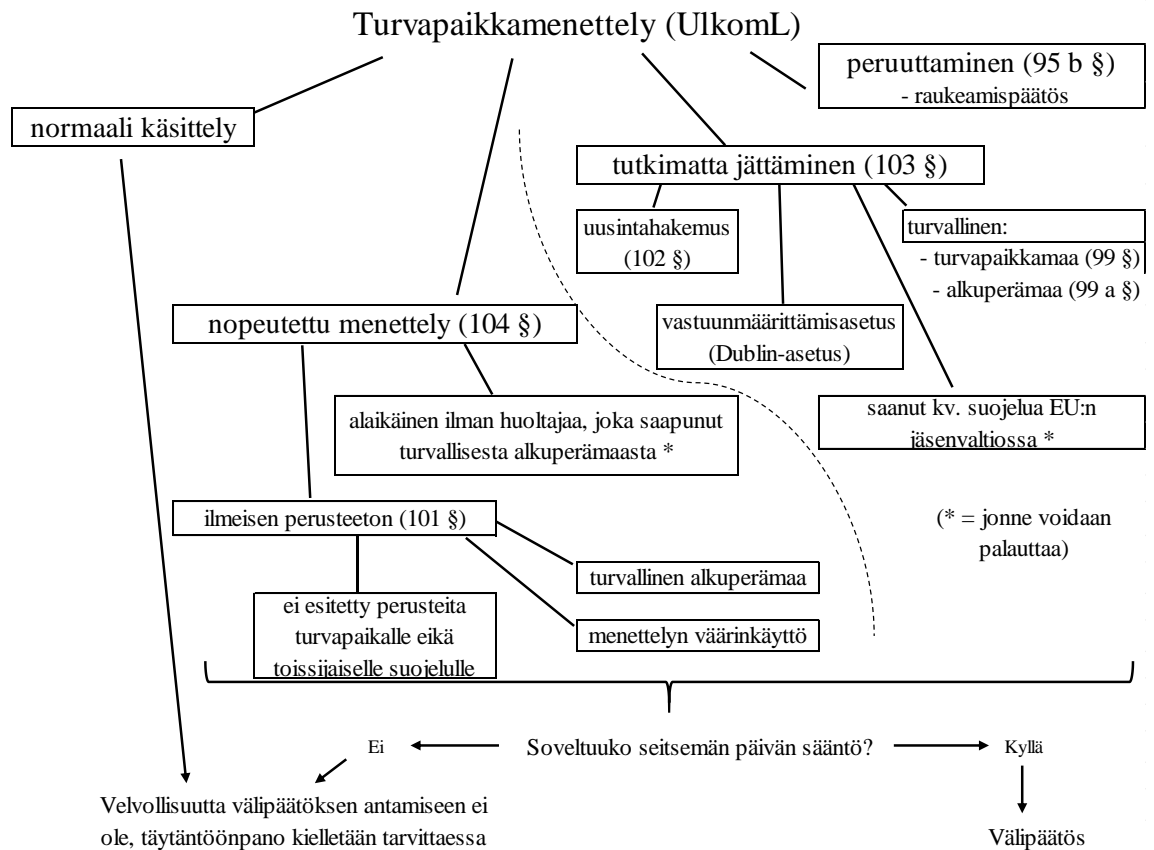 Turvapaikkamenettely (UlkomL)
peruuttaminen (95 b §)
- raukeamispäätös
normaali käsittely
tutkimatta jättäminen (103 §)
uusintahakemus
(102 §)
turvallinen:
- turvapaikkamaa (99 §)
- alkuperämaa (99 a §)
nopeutettu menettely (104 §)
vastuunmäärittämisasetus
(Dublin-asetus)
alaikäinen ilman huoltajaa, joka saapunut
turvallisesta alkuperämaasta *
saanut kv. suojelua EU:n
jäsenvaltiossa *
ilmeisen perusteeton (101 §)
(* = jonne voidaan
palauttaa)
turvallinen alkuperämaa
ei esitetty perusteita
turvapaikalle eikä
toissijaiselle suojelulle
menettelyn väärinkäyttö
Ei
Soveltuuko seitsemän päivän sääntö?
Kyllä
Velvollisuutta välipäätöksen antamiseen ei
ole, täytäntöönpano kielletään tarvittaessa
Välipäätös